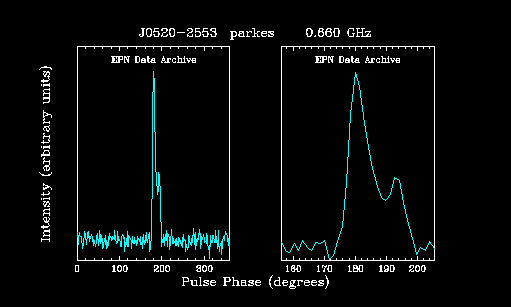 J0520-2553 parkes 0.660 GHz
EPN Data Archive
EPN Data Archive
Intensity (arbitrary units)
0 100 200 300
160 170 180 190 200
Pulse Phase (degrees)